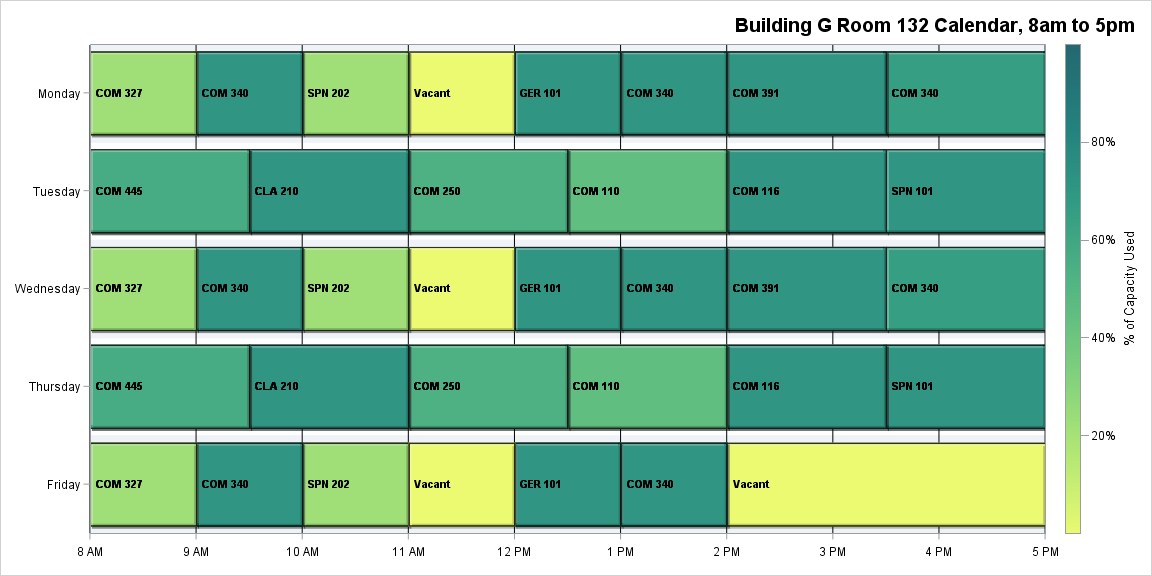 Building G Room 132 Calendar, 8am to 5pm
Monday
COM 327
COM 340
SPN 202
Vacant
GER 101
COM 340
COM 391
COM 340
Tuesday
COM 445
CLA 210
COM 250
COM 110
COM 116
SPN 101
Wednesday
COM 327
COM 340
SPN 202
Vacant
GER 101
COM 340
COM 391
COM 340
Thursday
COM 445
CLA 210
COM 250
COM 110
COM 116
SPN 101
Friday
COM 327
COM 340
SPN 202
Vacant
GER 101
COM 340
Vacant
8 AM
9 AM
10 AM
11 AM
12 PM
1 PM
2 PM
3 PM
4 PM
5 PM
80%
60%
40%
20%
% of Capacity Used